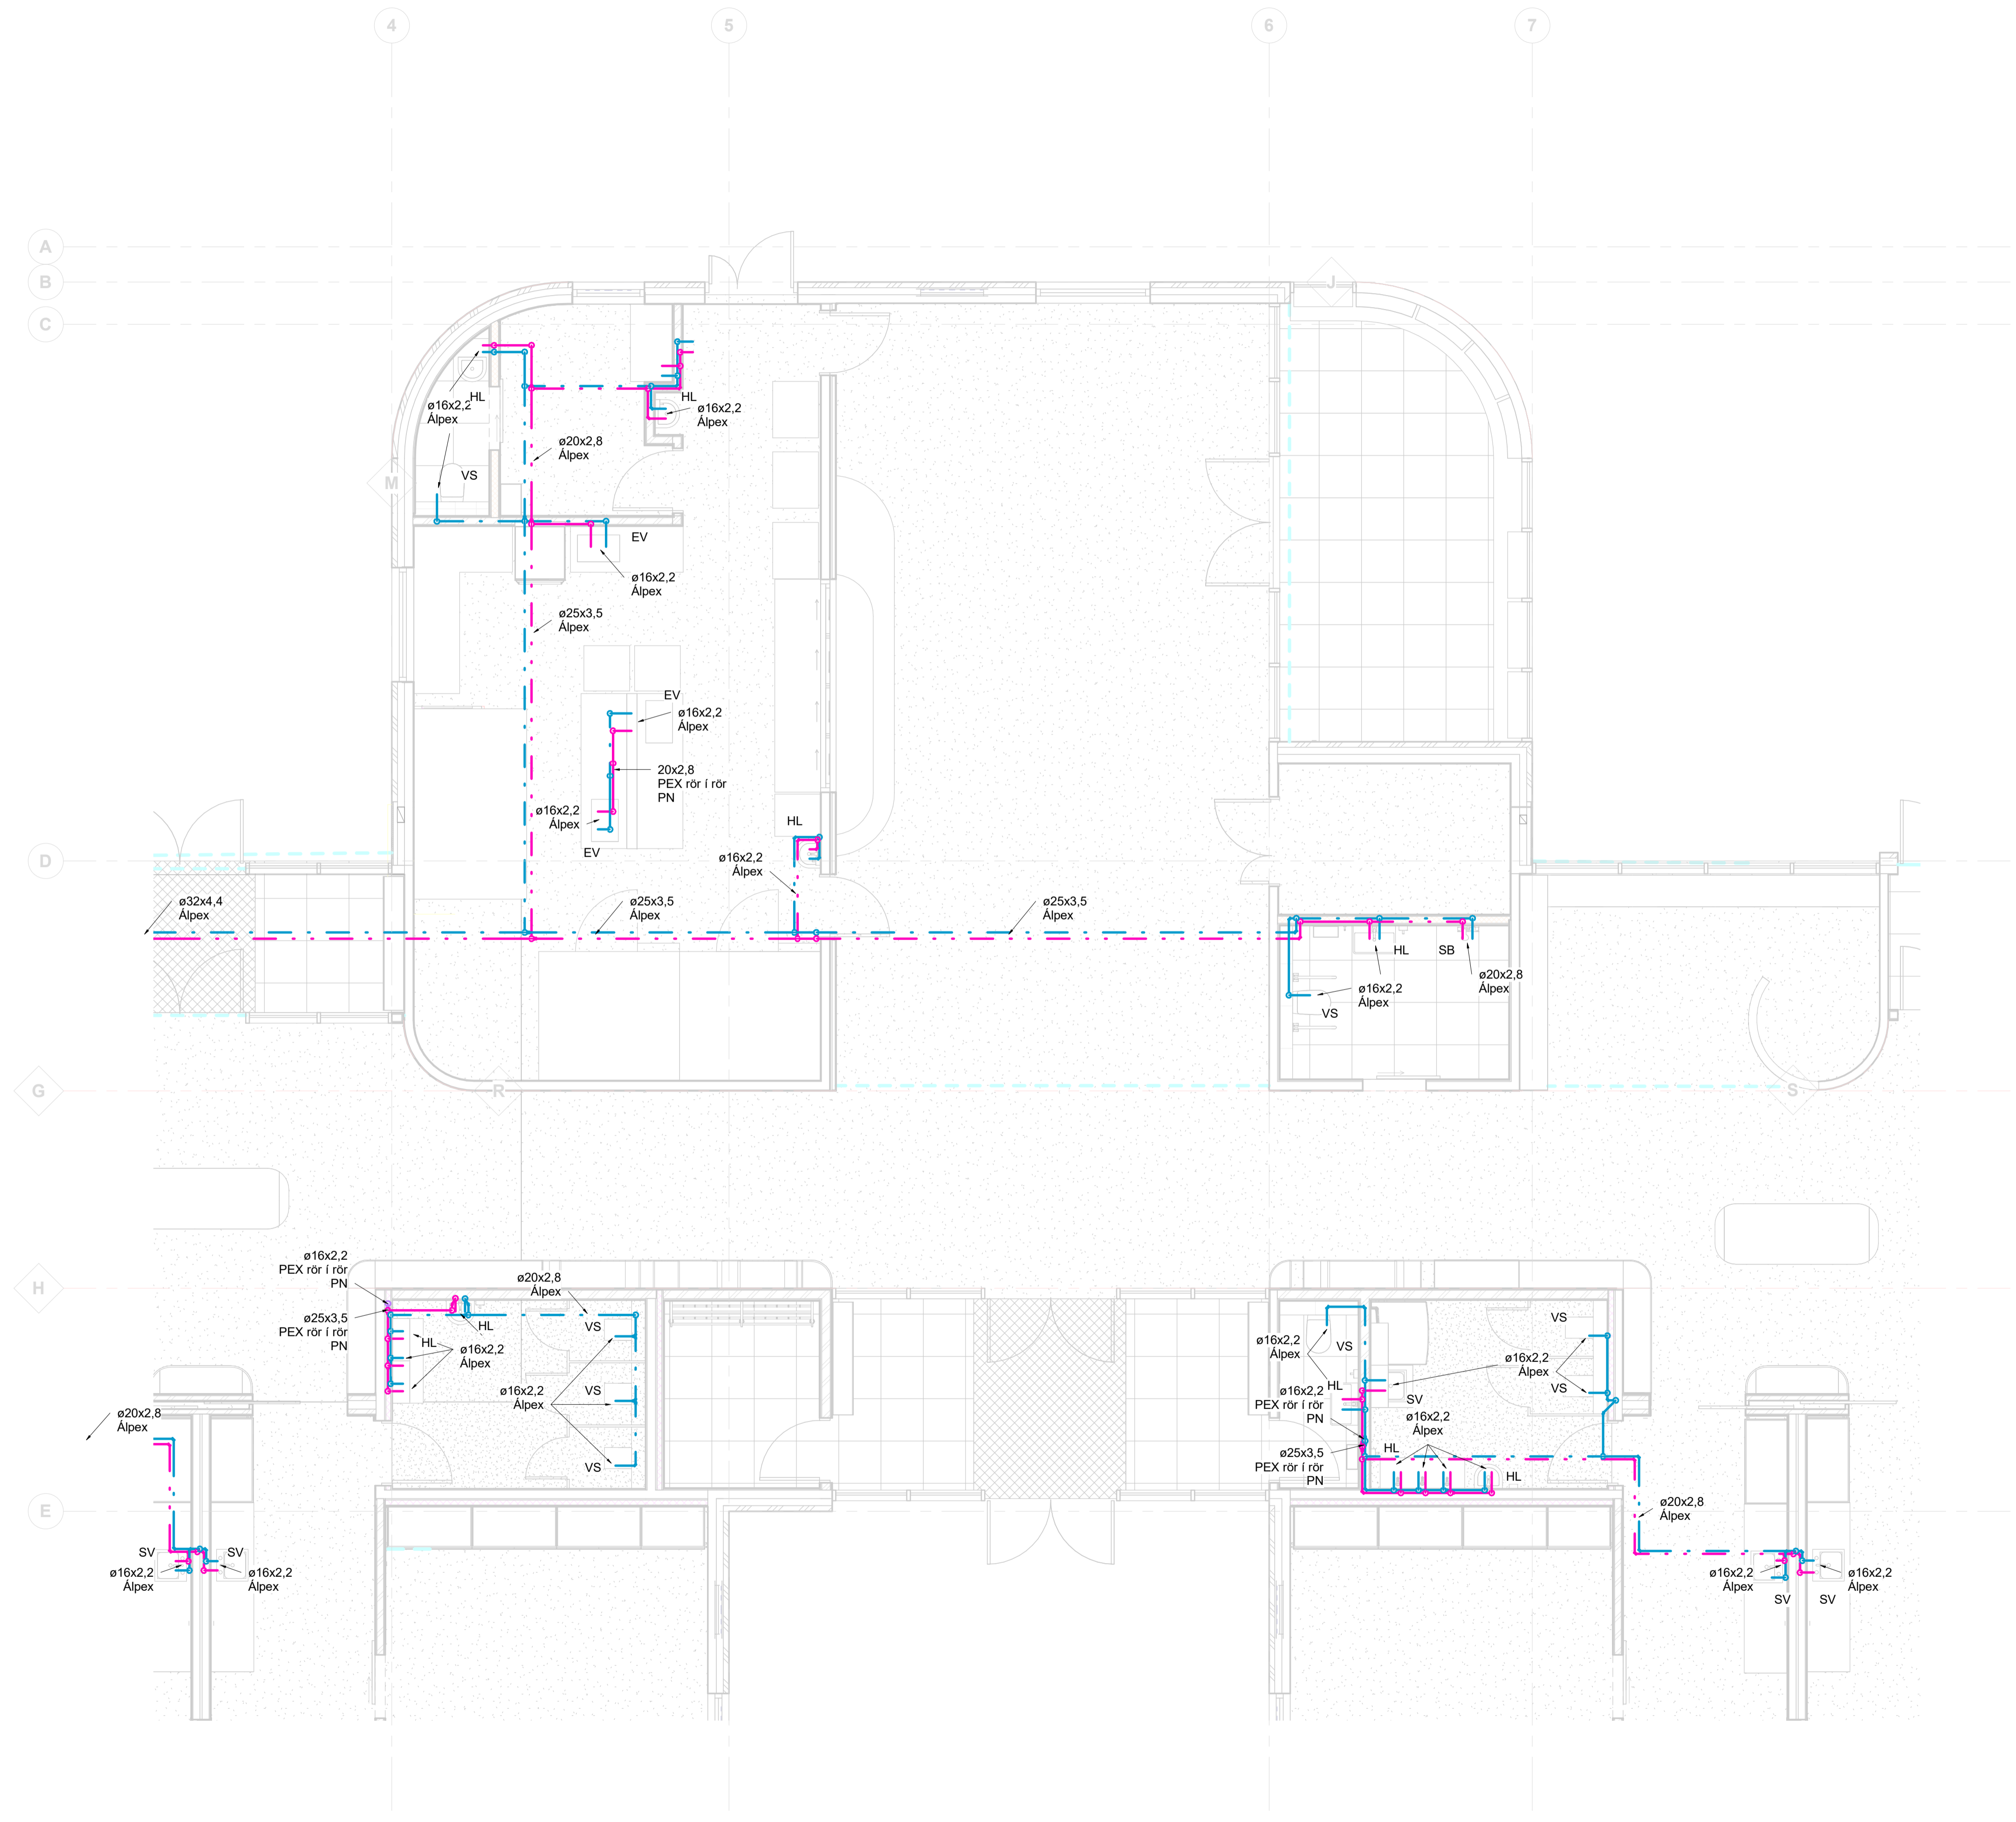 4
5
6
7
A
B
J
C
HL
HL
ø16x2,2
Álpex
ø16x2,2
Álpex
ø20x2,8
Álpex
VS
M
EV
ø16x2,2
Álpex
ø25x3,5
Álpex
EV
ø16x2,2
Álpex
20x2,8
PEX rör í rör
PN
ø16x2,2
Álpex
HL
EV
D
ø16x2,2
Álpex
ø32x4,4
Álpex
ø25x3,5
Álpex
ø25x3,5
Álpex
HL
SB
ø20x2,8
Álpex
ø16x2,2
Álpex
VS
G
R
S
ø16x2,2
PEX rör í rör
PN
H
ø20x2,8
Álpex
ø25x3,5
PEX rör í rör
PN
HL
HL
VS
ø16x2,2
Álpex
VS
ø16x2,2
Álpex
VS
ø16x2,2
Álpex
VS
HL
ø16x2,2
PEX rör í rör
PN
VS
ø16x2,2
Álpex
VS
SV
ø16x2,2
Álpex
HL
ø25x3,5
PEX rör í rör
PN
HL
ø20x2,8
Álpex
E
ø20x2,8
Álpex
SV
SV
ø16x2,2
Álpex
ø16x2,2
Álpex
ø16x2,2
Álpex
ø16x2,2
Álpex
SV
SV